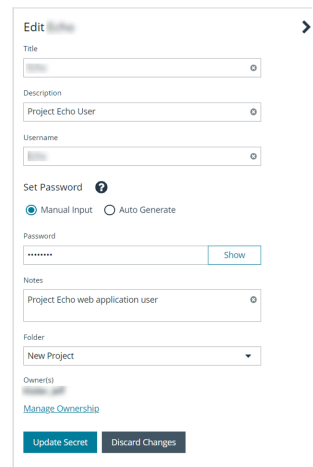 Edit
Title
Description
Project Echo User
Username
Set Password ?
Manual Input Auto Generate
Password
•••••••• Show
Notes
Project Echo web application user
Folder
New Project
Owner(s)
Manage Ownership
Update Secret Discard Changes